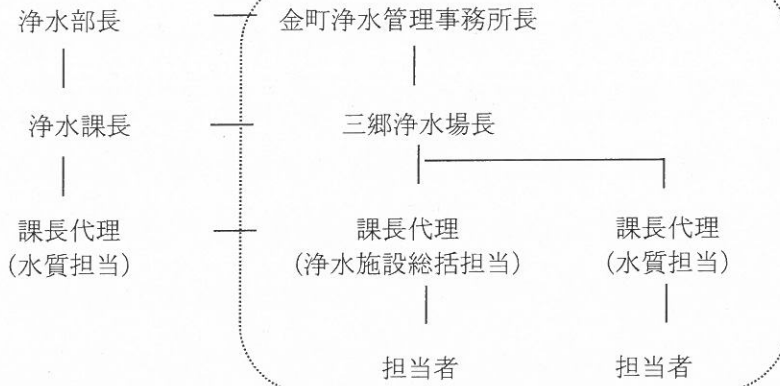 浄水部長
金町浄水管理事務所長
浄水課長
三郷浄水場長
課長代理
(水質担当)
課長代理
(浄水施設総括担当)
課長代理
(水質担当)
担当者
担当者